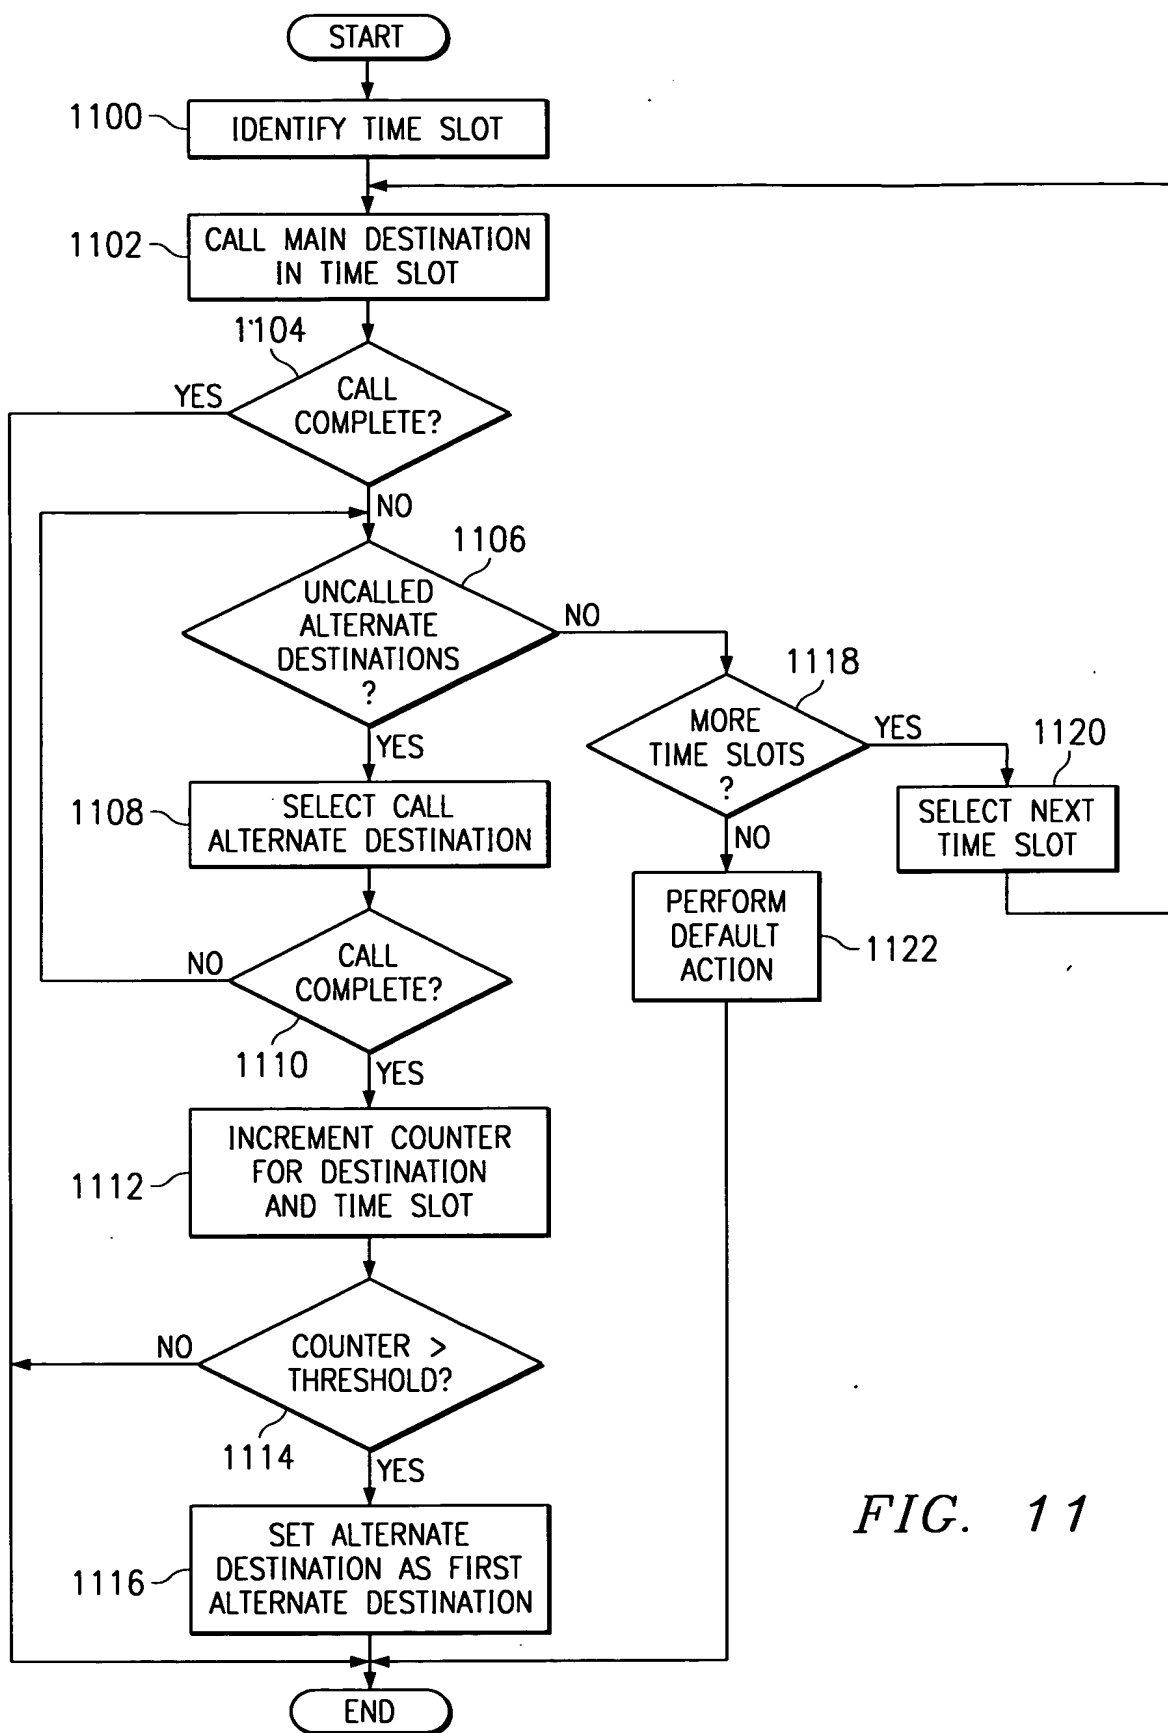 START
1100
IDENTIFY TIME SLOT
1102
CALL MAIN DESTINATION
IN TIME SLOT
1104
YES
CALL
COMPLETE?
NO
1106
UNCALLED
ALTERNATE
DESTINATIONS
?
NO
YES
1118
MORE
TIME SLOTS
?
YES
NO
1120
SELECT NEXT
TIME SLOT
1108
SELECT CALL
ALTERNATE DESTINATION
PERFORM
DEFAULT
ACTION
1122
NO
CALL
COMPLETE?
1110
YES
1112
INCREMENT COUNTER
FOR DESTINATION
AND TIME SLOT
NO
COUNTER >
THRESHOLD?
1114
YES
1116
SET ALTERNATE
DESTINATION AS FIRST
ALTERNATE DESTINATION
END
FIG. 11